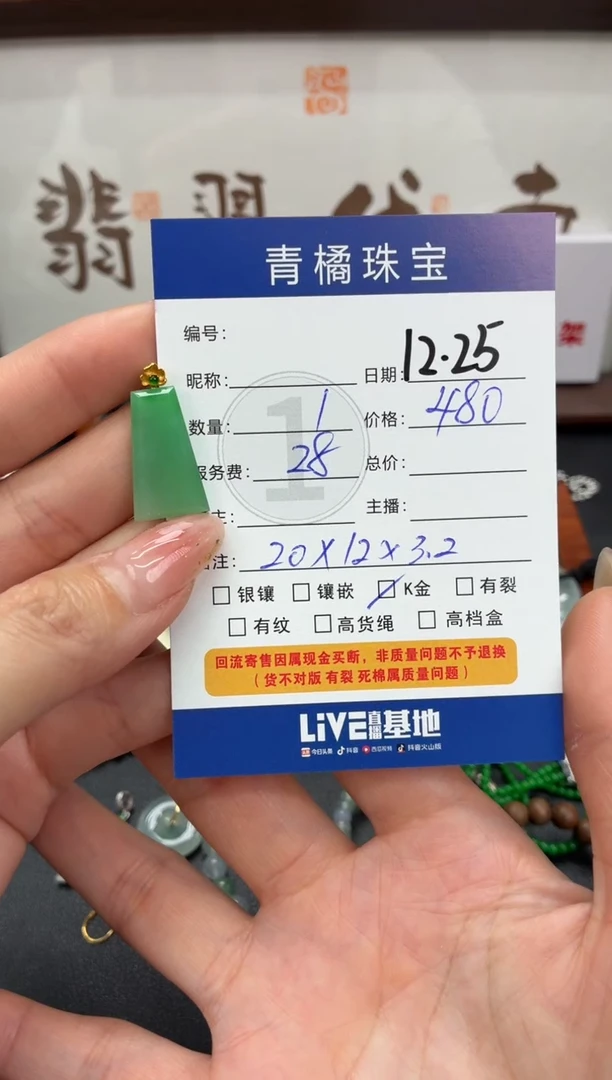 翡翠代
青橘珠宝
编号：
昵称： 日期：12.25
数量：1 价格：480
服务费：28 总价：
主播：
注：20×12×3.2
□银镶 □镶嵌 ☑K金 □有裂
□有纹 □高货绳 □高档盒
回流寄售因属现金买断，非质量问题不予退换
（货不对版 有裂 死棉属质量问题）
LiVE直播基地
今日头条 抖音 西瓜视频 抖音火山版
架